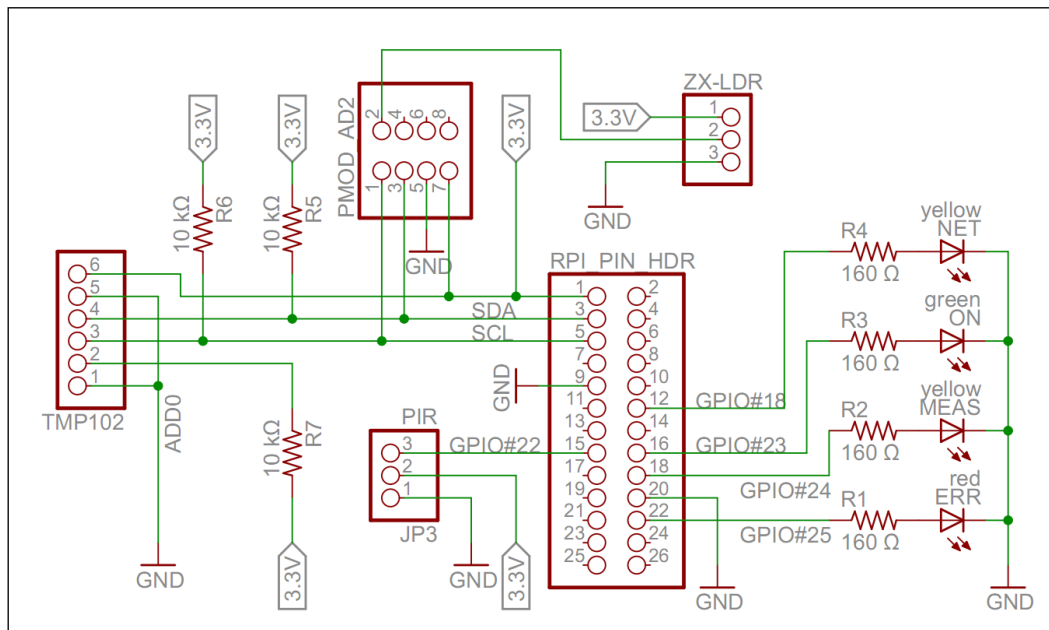 ZX-LDR
1
2
3
3.3V
GND
3.3V
3.3V
3.3V
PMOD AD2
2
4
6
8
1
3
5
7
GND
10 kΩ
R6
10 kΩ
R5
yellow
NET
R4
160 Ω
green
ON
R3
160 Ω
yellow
MEAS
R2
160 Ω
red
ERR
R1
160 Ω
GND
RPI_PIN_HDR
1
2
3
4
5
6
7
8
9
10
11
12
13
14
15
16
17
18
19
20
21
22
23
24
25
26
SDA
SCL
GND
GPIO#18
GPIO#22
GPIO#23
GPIO#24
GPIO#25
GND
6
5
4
3
2
1
TMP102
ADD0
GND
10 kΩ
R7
3.3V
PIR
3
2
1
JP3
GND
3.3V